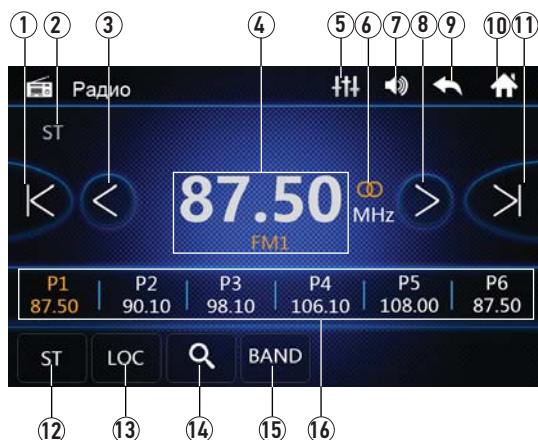 1 2 3 4 5 6 7 8 9 10 11
Радио
ST
87.50
MHz
FM1
P1 P2 P3 P4 P5 P6
87.50 90.10 98.10 106.10 108.00 87.50
ST LOC BAND
12 13 14 15 16